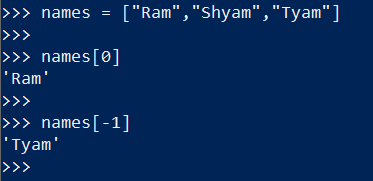 >>> names = ["Ram","Shyam","Tyam"]
>>>
>>> names[0]
'Ram'
>>>
>>> names[-1]
'Tyam'
>>>